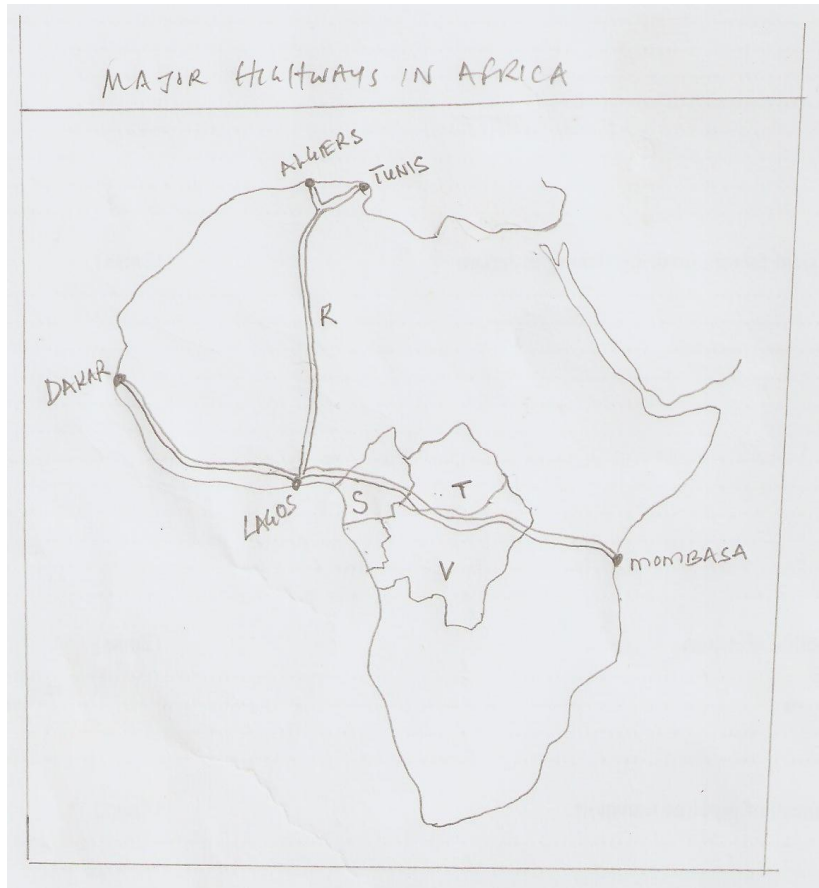 MAJOR HIGHWAYS IN AFRICA
ALGIERS
TUNIS
R
DAKAR
LAGOS
S
T
V
MOMBASA